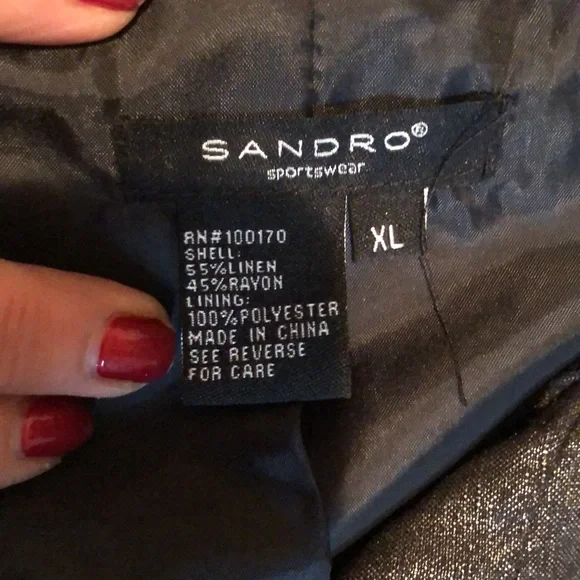 SANDRO®
sportswear
XL
RN#100170
SHELL:
55%LINEN
45%RAYON
LINING:
100%POLYESTER
MADE IN CHINA
SEE REVERSE
FOR CARE